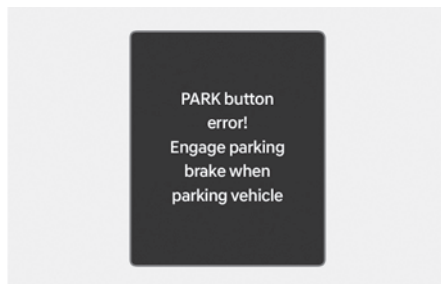 PARK button
error!
Engage parking
brake when
parking vehicle